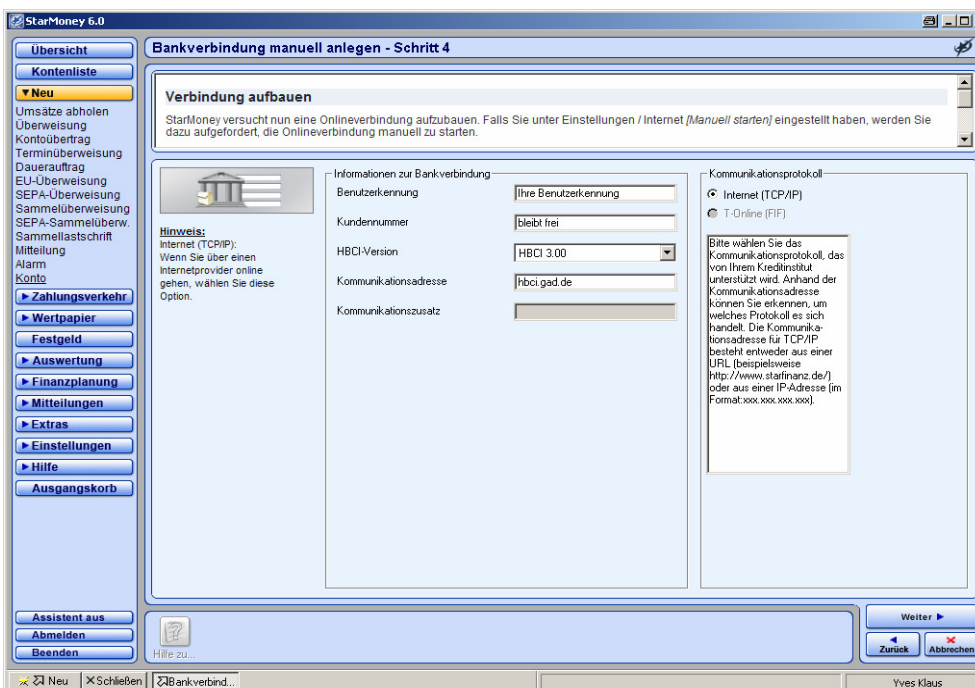 StarMoney 6.0
Übersicht
Kontenliste
Neu
Umsätze abholen
Überweisung
Kontoübertrag
Terminüberweisung
Dauerauftrag
EU-Überweisung
SEPA-Überweisung
Sammelüberweisung
SEPA-Sammelüberw.
Sammellastschrift
Mitteilung
Alarm
Konto
Zahlungsverkehr
Wertpapier
Festgeld
Auswertung
Finanzplanung
Mitteilungen
Extras
Einstellungen
Hilfe
Ausgangskorb
Assistent aus
Abmelden
Beenden
Bankverbindung manuell anlegen - Schritt 4
Verbindung aufbauen
StarMoney versucht nun eine Onlineverbindung aufzubauen. Falls Sie unter Einstellungen / Internet [Manuell starten] eingestellt haben, werden Sie
dazu aufgefordert, die Onlineverbindung manuell zu starten.
Hinweis:
Internet (TCP/IP):
Wenn Sie über einen
Internetprovider online
gehen, wählen Sie diese
Option.
Informationen zur Bankverbindung
Benutzerkennung Ihre Benutzerkennung
Kundennummer bleibt frei
HBCI-Version HBCI 3.00
Kommunikationsadresse hbci.gad.de
Kommunikationszusatz
Kommunikationsprotokoll
Internet (TCP/IP)
T-Online (FIF)
Bitte wählen Sie das
Kommunikationsprotokoll, das
von Ihrem Kreditinstitut
unterstützt wird. Anhand der
Kommunikationsadresse
können Sie erkennen, um
welches Protokoll es sich
handelt. Die Kommunika-
tionsadresse für TCP/IP
besteht entweder aus einer
URL (beispielsweise
http://www.starfinanz.de/)
oder aus einer IP-Adresse (im
Format:xxx.xxx.xxx.xxx).
Hilfe zu...
Weiter
Zurück
Abbrechen
Neu
Schließen
Bankverbind...
Yves Klaus